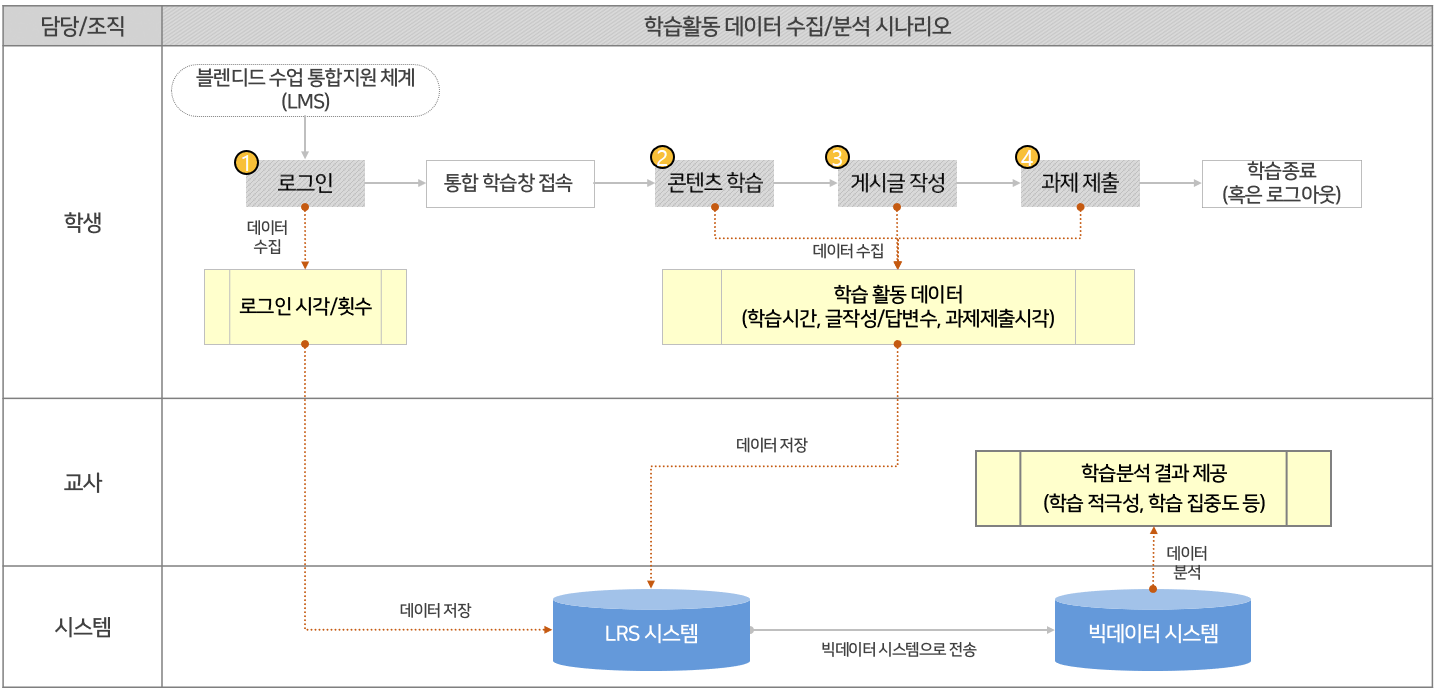 담당/조직
학습활동 데이터 수집/분석 시나리오
학생
블렌디드 수업 통합지원 체계
(LMS)
1
로그인
통합 학습창 접속
2
콘텐츠 학습
3
게시글 작성
4
과제 제출
학습종료
(혹은 로그아웃)
데이터
수집
데이터 수집
로그인 시각/횟수
학습 활동 데이터
(학습시간, 글작성/답변수, 과제제출시각)
교사
데이터 저장
학습분석 결과 제공
(학습 적극성, 학습 집중도 등)
데이터
분석
시스템
데이터 저장
LRS 시스템
빅데이터 시스템으로 전송
빅데이터 시스템